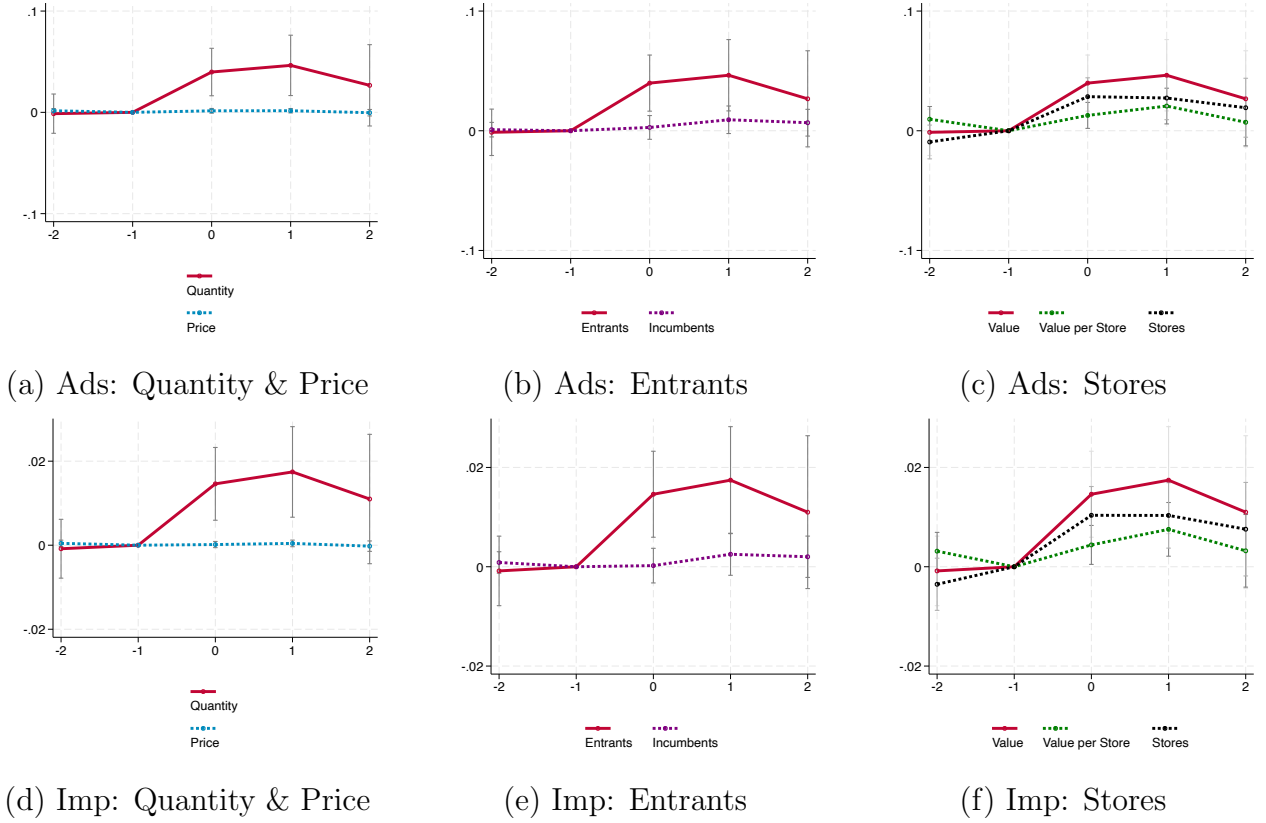 .1
0
-.1
-2 -1 0 1 2
Quantity
Price
(a) Ads: Quantity & Price
.1
0
-.1
-2 -1 0 1 2
Entrants Incumbents
(b) Ads: Entrants
.1
0
-.1
-2 -1 0 1 2
Value Value per Store Stores
(c) Ads: Stores
.02
0
-.02
-2 -1 0 1 2
Quantity
Price
(d) Imp: Quantity & Price
.02
0
-.02
-2 -1 0 1 2
Entrants Incumbents
(e) Imp: Entrants
.02
0
-.02
-2 -1 0 1 2
Value Value per Store Stores
(f) Imp: Stores